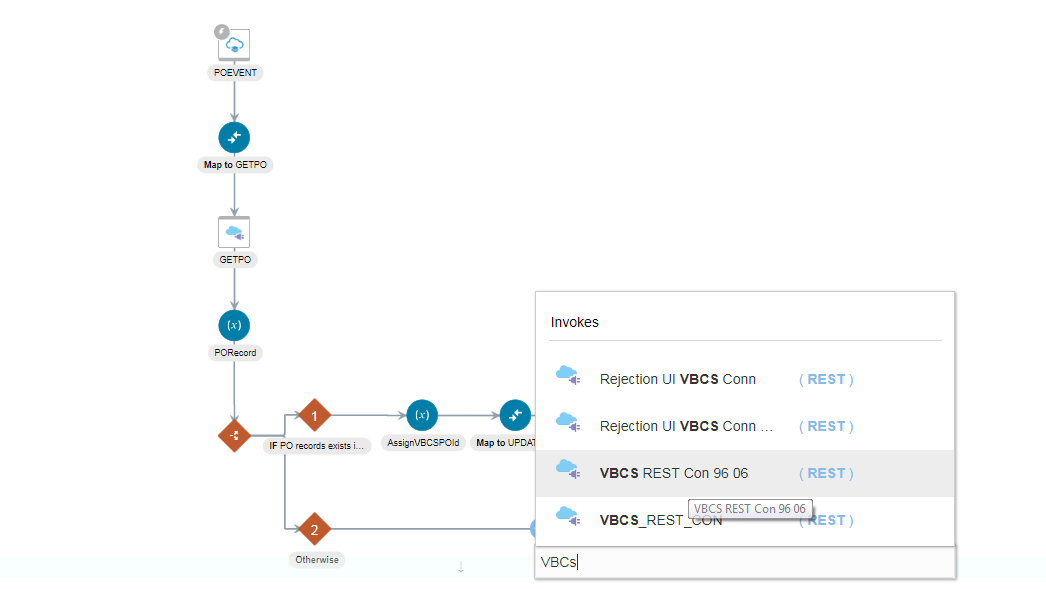 POEVENT
Map to GETPO
GETPO
(x)
PORecord
1
IF PO records exists i...
(x)
AssignVBCSPOId
Map to UPDAT
2
Otherwise
Invokes
Rejection UI VBCS Conn ( REST )
Rejection UI VBCS Conn ... ( REST )
VBCS REST Con 96 06 ( REST )
VBCS REST Con 96 06
VBCS_REST_CON ( REST )
VBCs